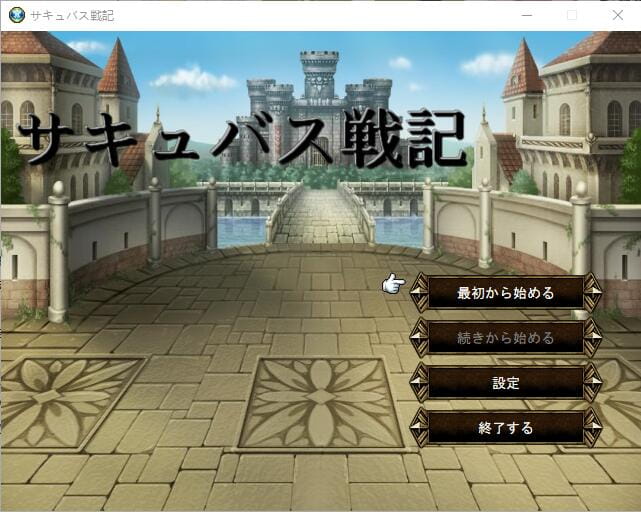 サキュバス戦記
サキュバス戦記
最初から始める
続きから始める
設定
終了する